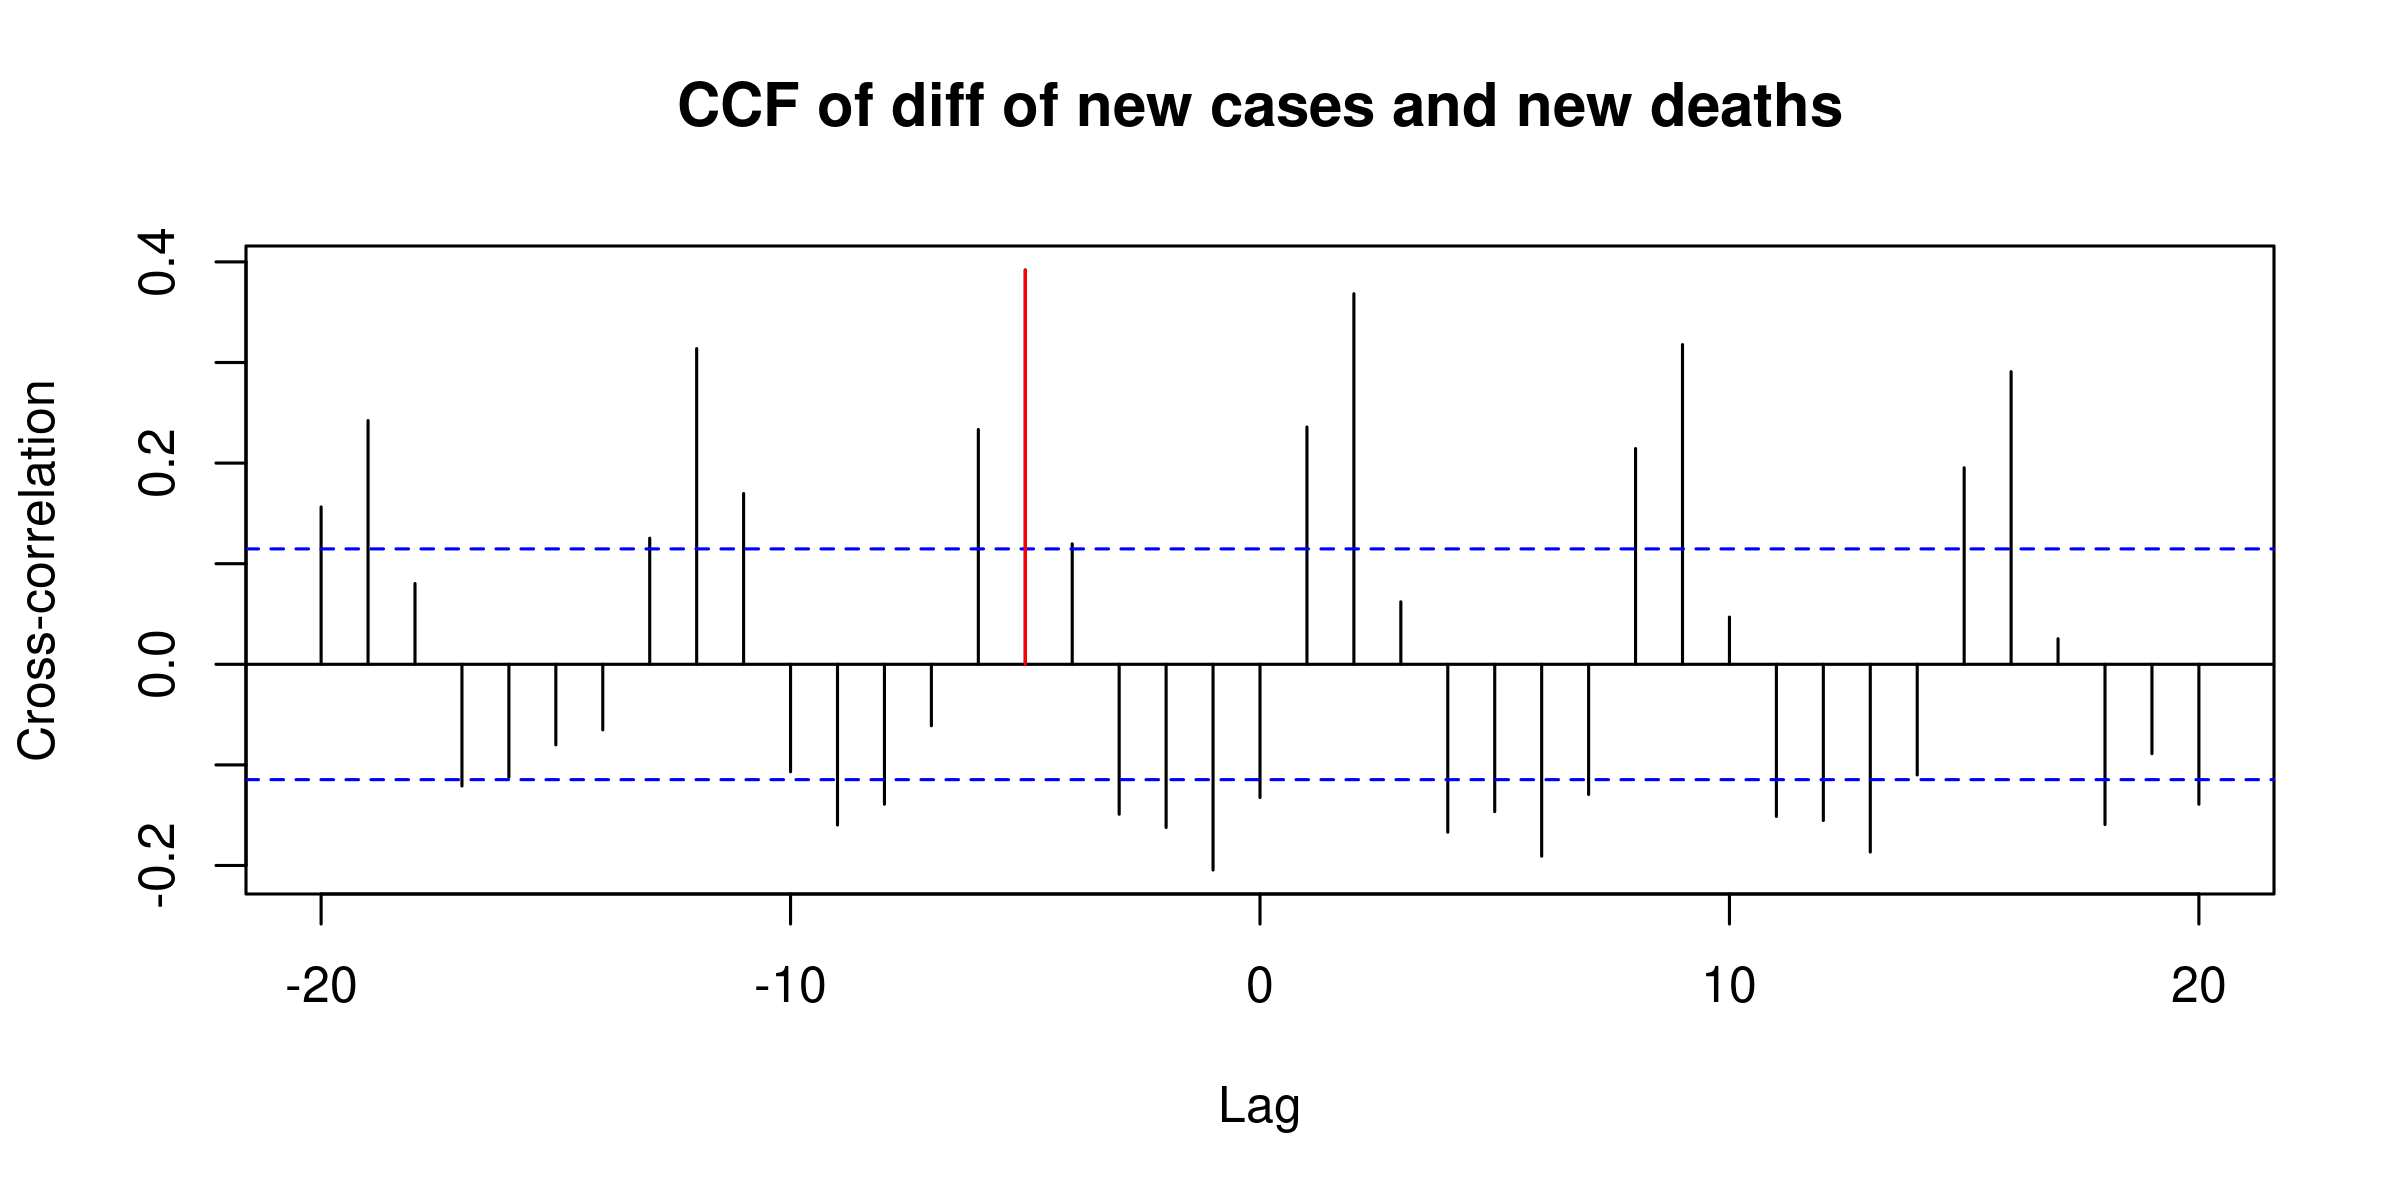 CCF of diff of new cases and new deaths
Cross-correlation
0.4
0.2
0.0
-0.2
-20 -10 0 10 20
Lag